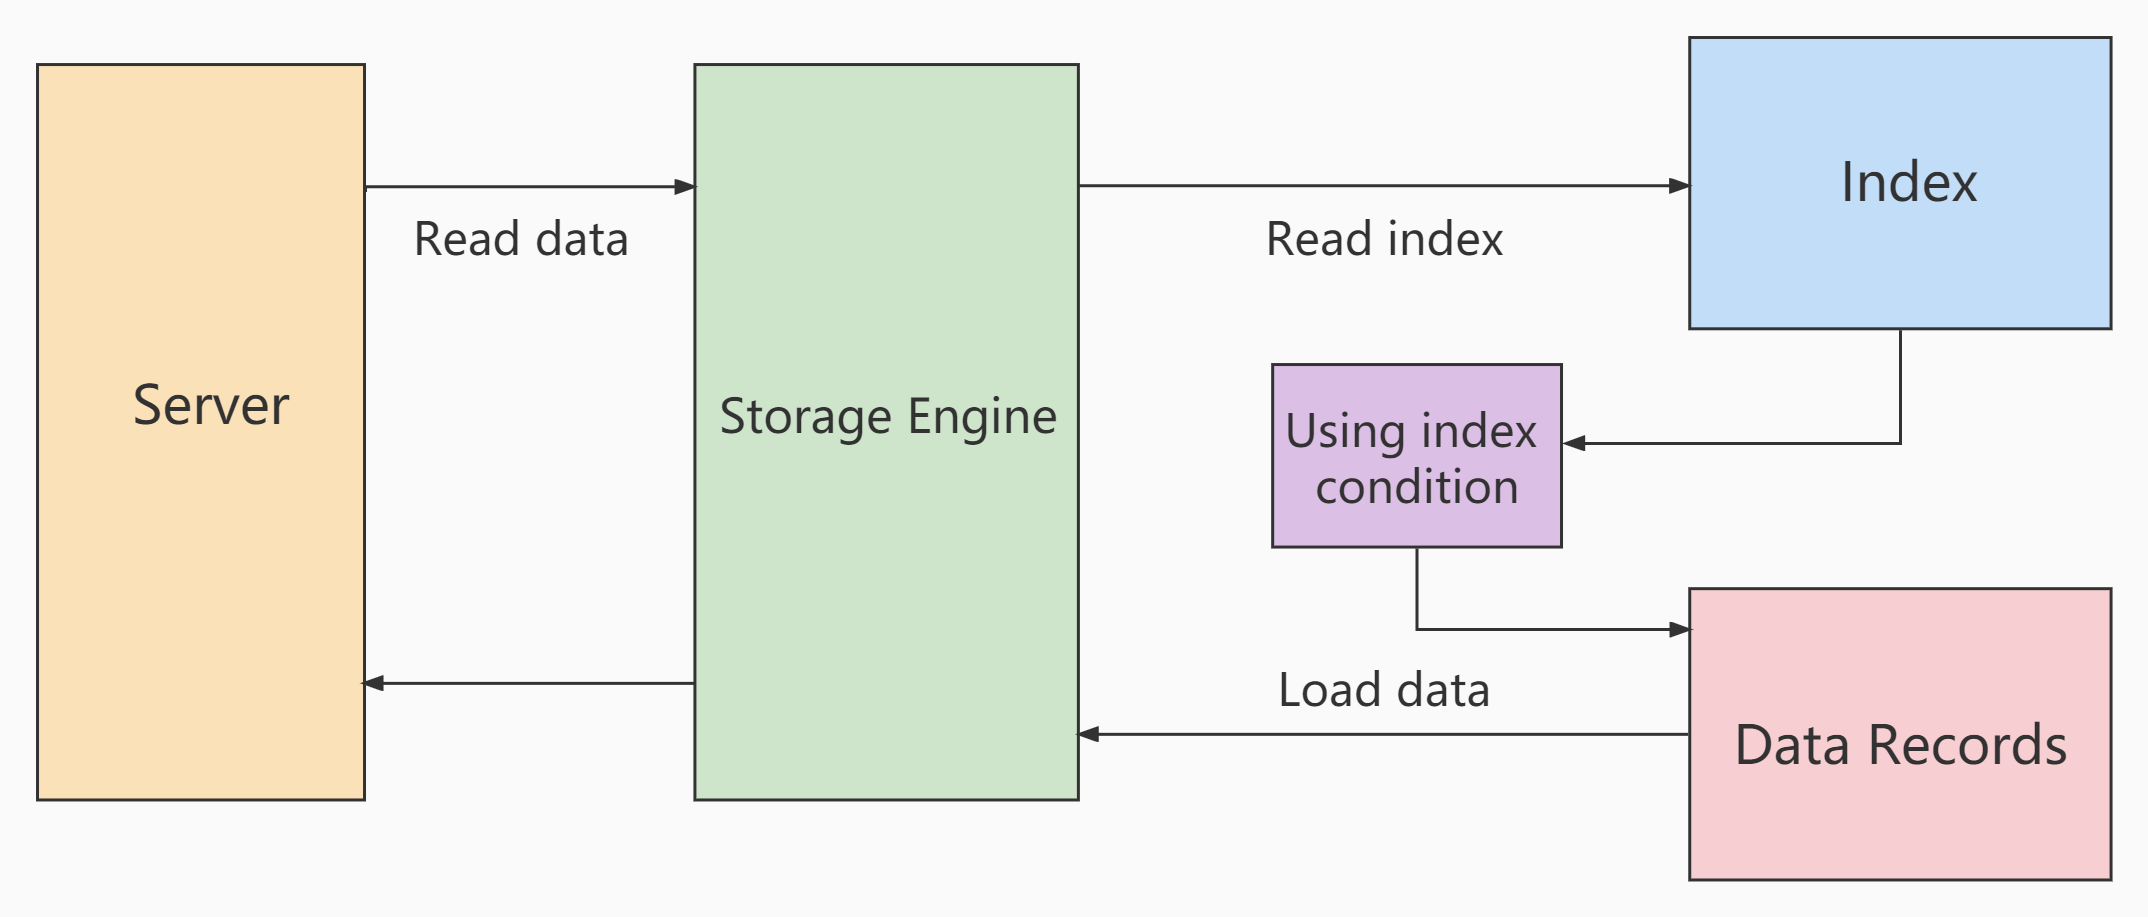 Index
Read data
Read index
Server
Storage Engine
Using index
condition
Load data
Data Records